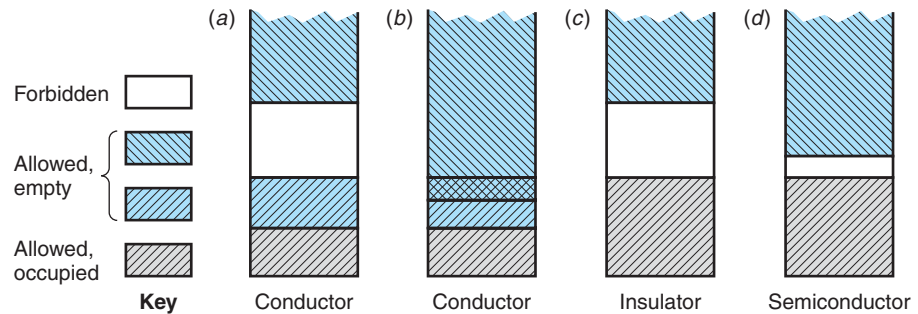 (a)
(b)
(c)
(d)
Forbidden
Allowed,
empty
Allowed,
occupied
Key
Conductor
Conductor
Insulator
Semiconductor